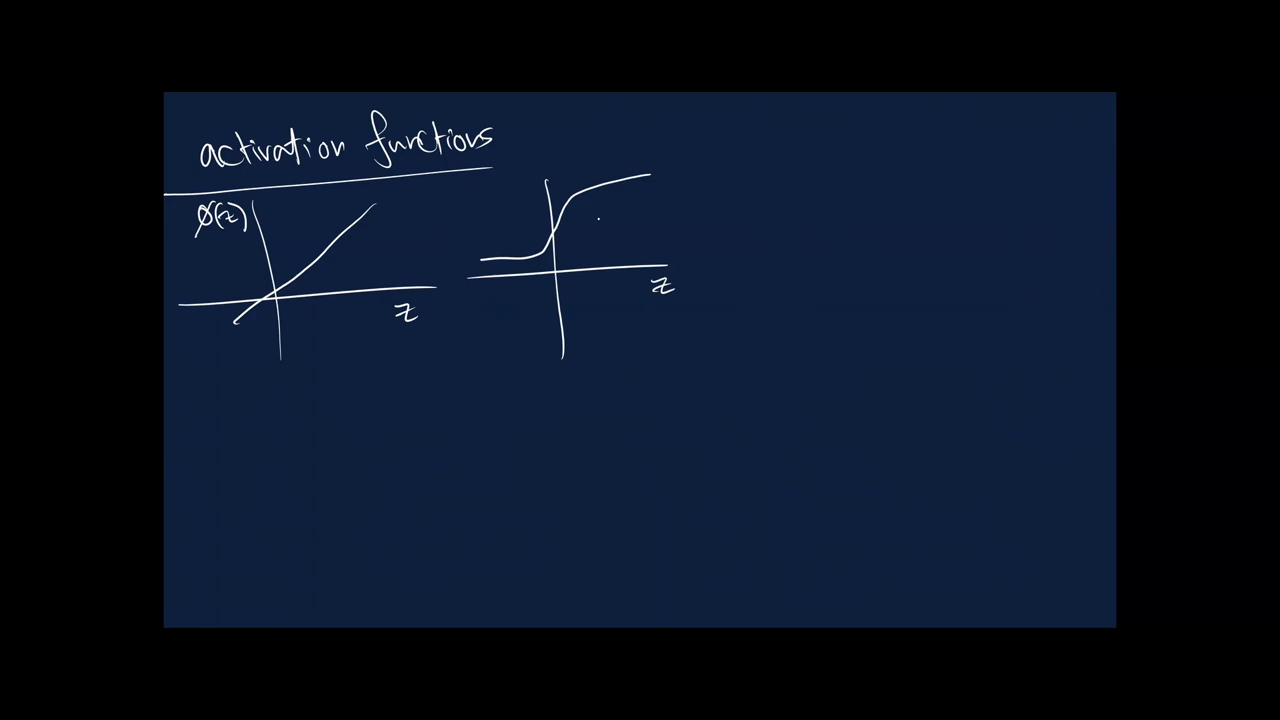 activation functions
φ(z)
z
z